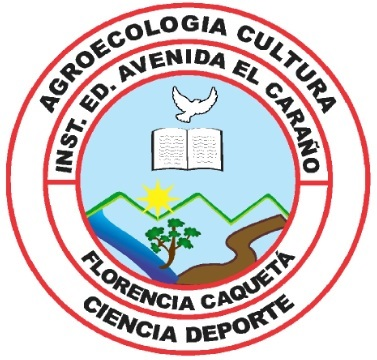 AGROECOLOGIA CULTURA
INST. ED. AVENIDA EL CARAÑO
FLORENCIA CAQUETÁ
CIENCIA DEPORTE